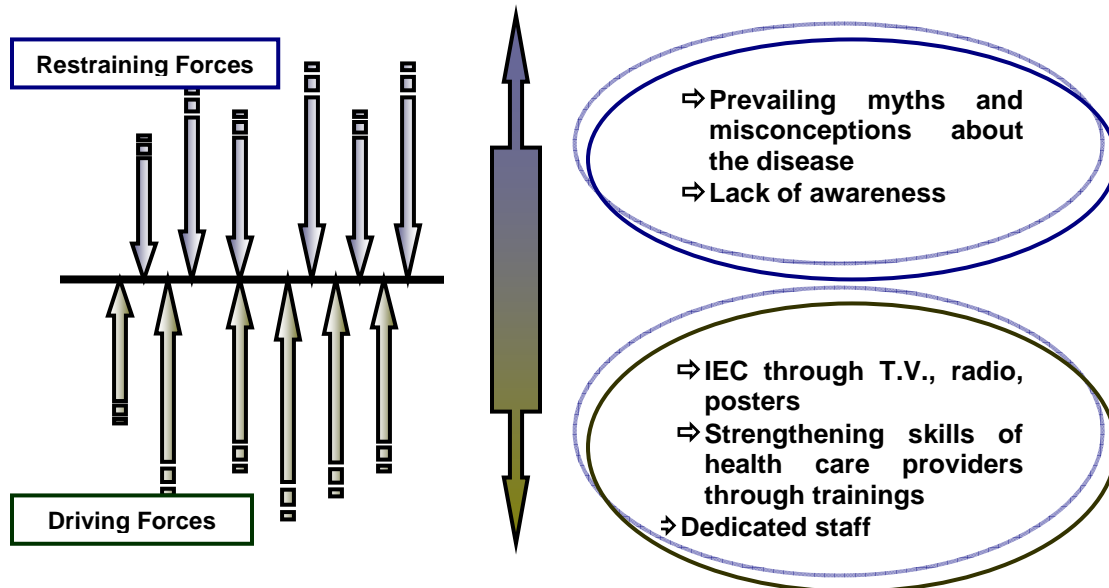 Restraining Forces
⇨ Prevailing myths and
misconceptions about
the disease
⇨ Lack of awareness
⇨ IEC through T.V., radio,
posters
⇨ Strengthening skills of
health care providers
through trainings
⇨ Dedicated staff
Driving Forces